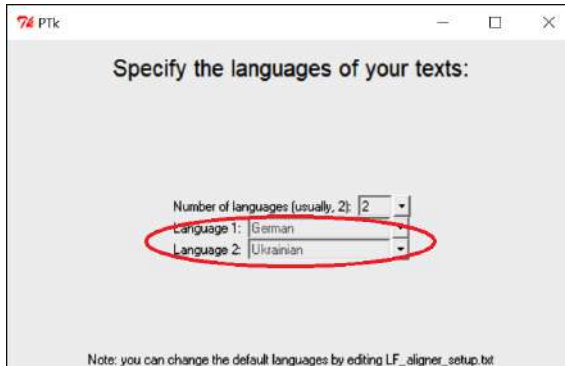 PTk
Specify the languages of your texts:
Number of languages (usually, 2): 2
Language 1: German
Language 2: Ukrainian
Note: you can change the default languages by editing LF_aligner_setup.txt